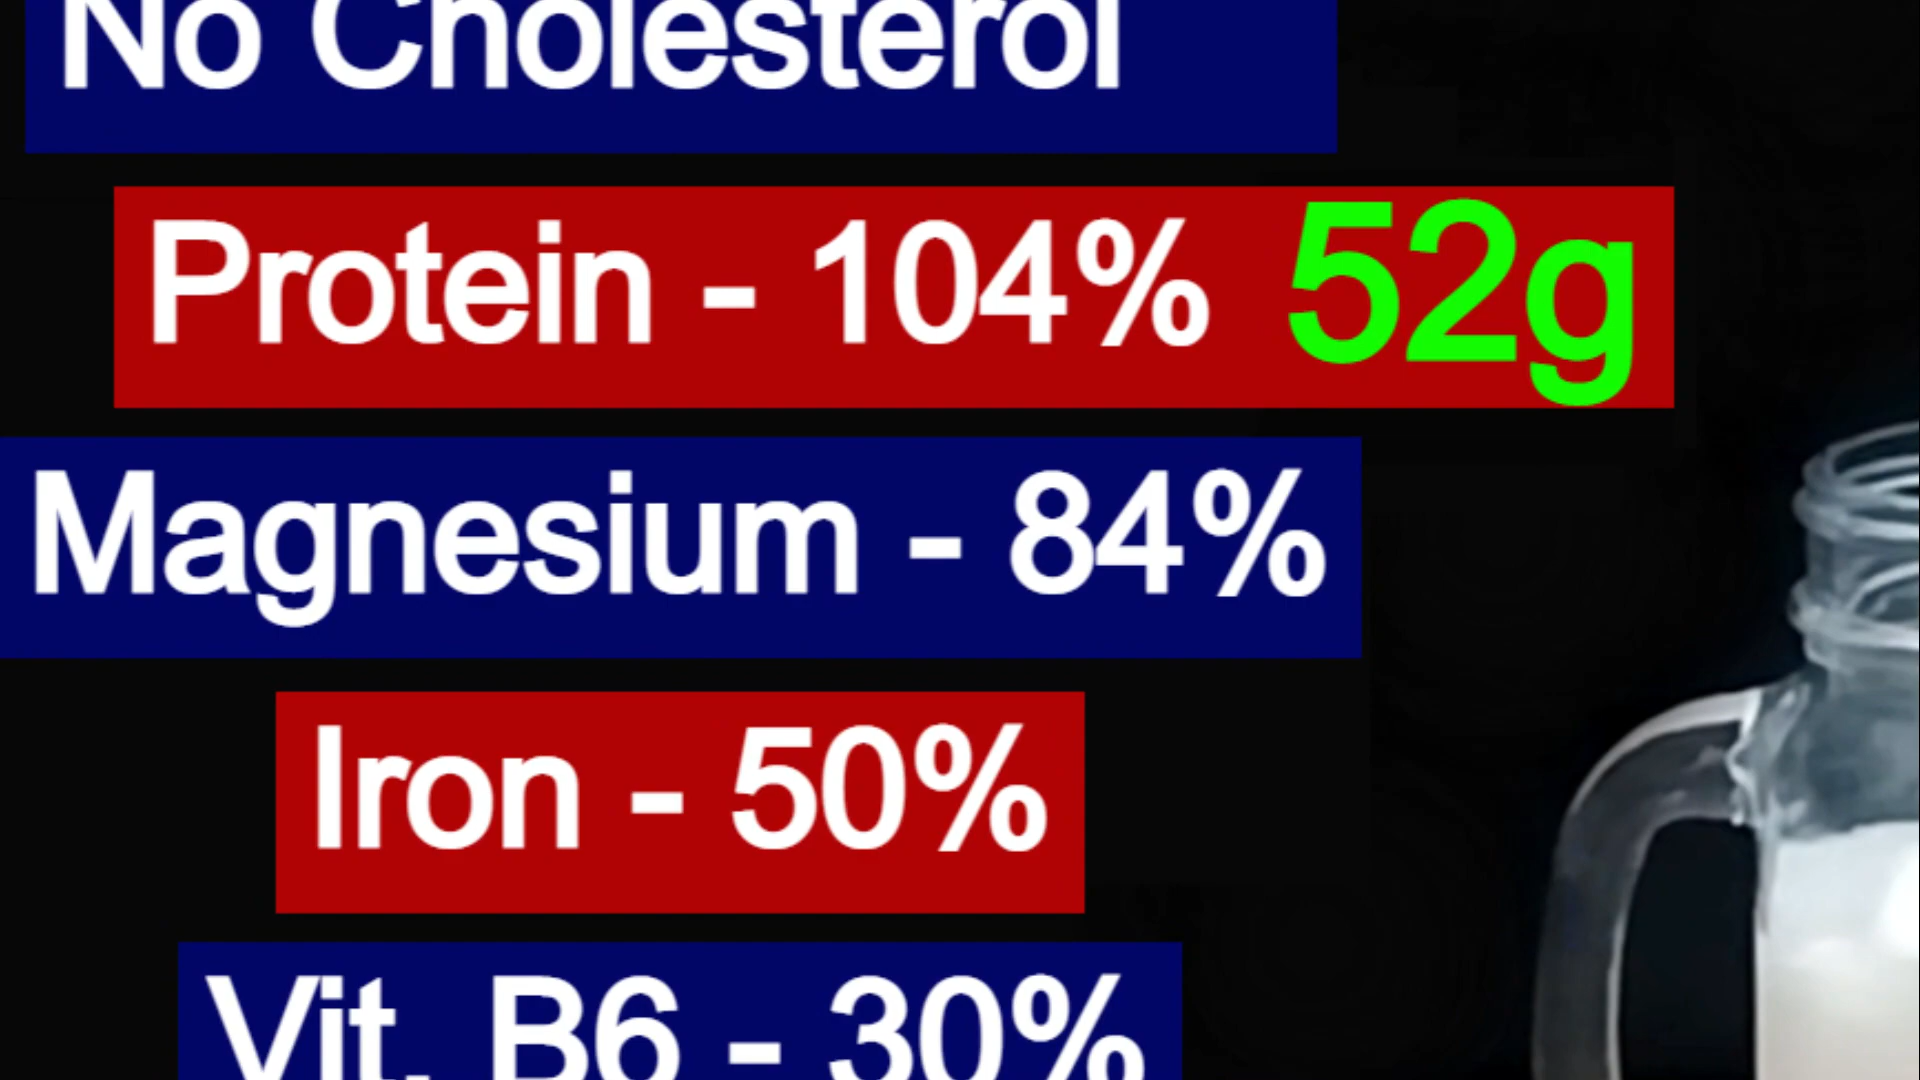 No Cholesterol
Protein - 104% 52g
Magnesium - 84%
Iron - 50%
Vit. B6 - 30%